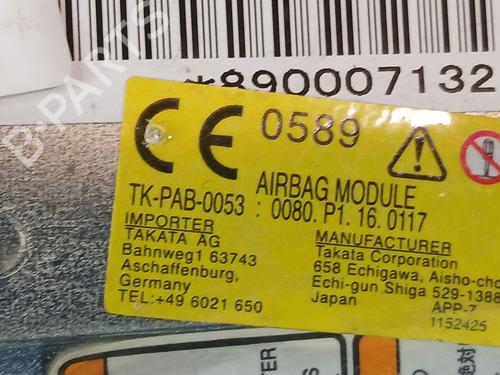 *890007132
B-PARTS
CE 0589
AIRBAG MODULE
TK-PAB-0053 : 0080. P1. 16. 0117
IMPORTER
TAKATA AG
Bahnweg1 63743
Aschaffenburg,
Germany
TEL:+49 6021 650
MANUFACTURER
Takata Corporation
658 Echigawa, Aisho-cho
Echi-gun Shiga 529-1388
Japan
APP-7
1152425
絶対